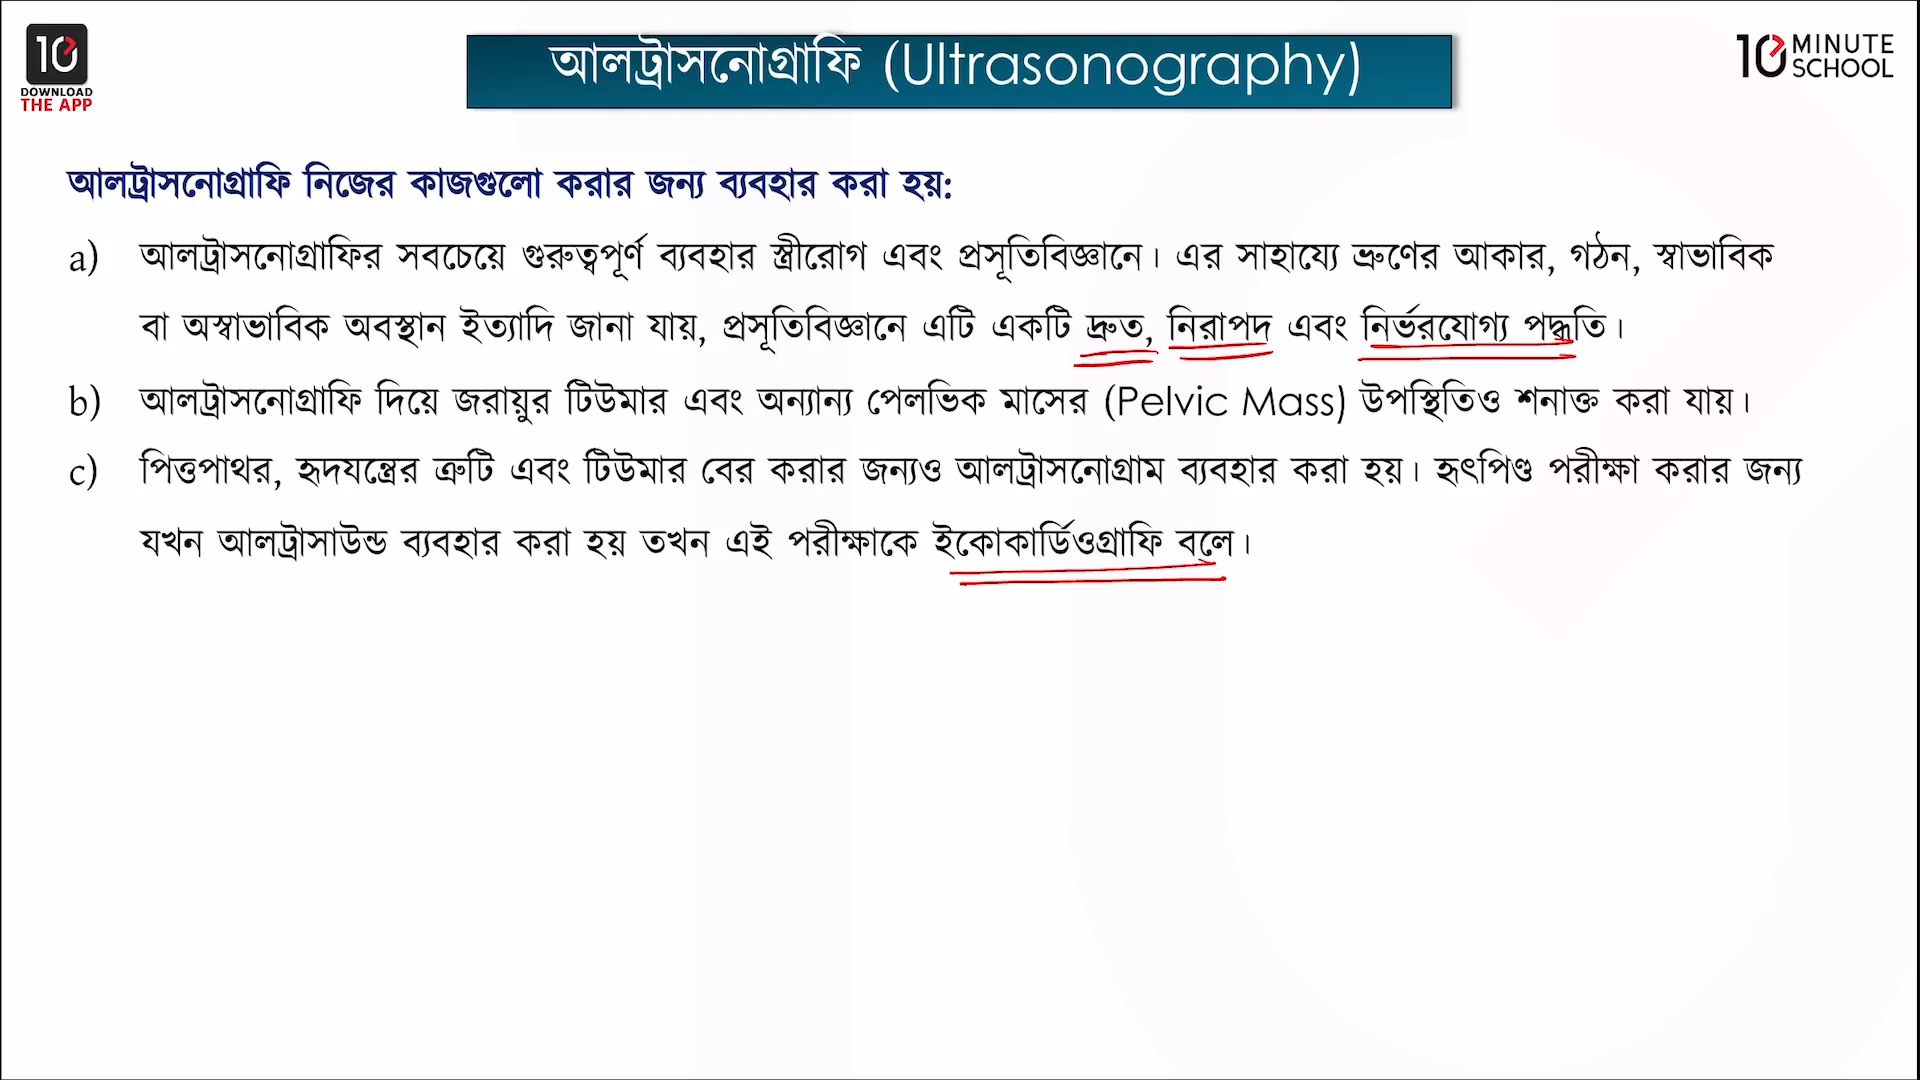 10
DOWNLOAD
THE APP
আলট্রাসনোগ্রাফি (Ultrasonography)
10 MINUTE
SCHOOL
আলট্রাসনোগ্রাফি নিজের কাজগুলো করার জন্য ব্যবহার করা হয়:
a) আলট্রাসনোগ্রাফির সবচেয়ে গুরুত্বপূর্ণ ব্যবহার স্ত্রীরোগ এবং প্রসূতিবিজ্ঞানে। এর সাহায্যে ভ্রুণের আকার, গঠন, স্বাভাবিক
বা অস্বাভাবিক অবস্থান ইত্যাদি জানা যায়, প্রসূতিবিজ্ঞানে এটি একটি দ্রুত, নিরাপদ এবং নির্ভরযোগ্য পদ্ধতি।
b) আলট্রাসনোগ্রাফি দিয়ে জরায়ুর টিউমার এবং অন্যান্য পেলভিক মাসের (Pelvic Mass) উপস্থিতিও শনাক্ত করা যায়।
c) পিত্তপাথর, হৃদযন্ত্রের ত্রুটি এবং টিউমার বের করার জন্যও আলট্রাসনোগ্রাম ব্যবহার করা হয়। হৃৎপিণ্ড পরীক্ষা করার জন্য
যখন আলট্রাসাউন্ড ব্যবহার করা হয় তখন এই পরীক্ষাকে ইকোকার্ডিওগ্রাফি বলে।